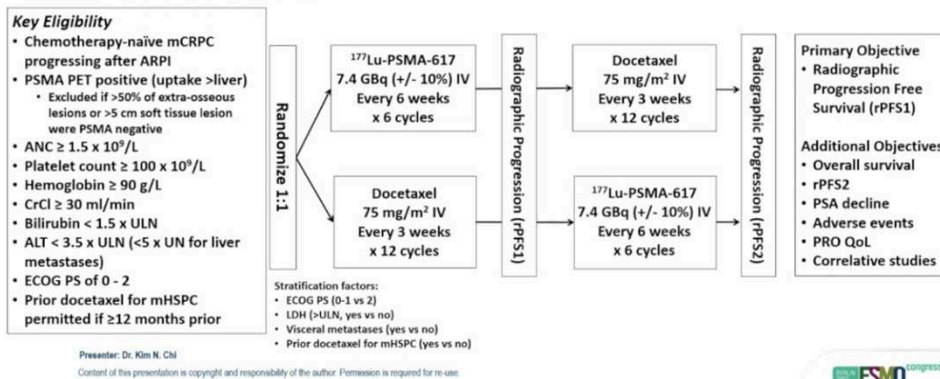 Key Eligibility
• Chemotherapy-naïve mCRPC
progressing after ARPI
• PSMA PET positive (uptake >liver)
• Excluded if >50% of extra-osseous
lesions or >5 cm soft tissue lesion
were PSMA negative
• ANC ≥ 1.5 x 10⁹/L
• Platelet count ≥ 100 x 10⁹/L
• Hemoglobin ≥ 90 g/L
• CrCl ≥ 30 ml/min
• Bilirubin < 1.5 x ULN
• ALT < 3.5 x ULN (<5 x UN for liver
metastases)
• ECOG PS of 0 - 2
• Prior docetaxel for mHSPC
permitted if ≥12 months prior
Randomize 1:1
¹⁷⁷Lu-PSMA-617
7.4 GBq (+/- 10%) IV
Every 6 weeks
x 6 cycles
Docetaxel
75 mg/m² IV
Every 3 weeks
x 12 cycles
Stratification factors:
• ECOG PS (0-1 vs 2)
• LDH (>ULN, yes vs no)
• Visceral metastases (yes vs no)
• Prior docetaxel for mHSPC (yes vs no)
Radiographic Progression (rPFS1)
Docetaxel
75 mg/m² IV
Every 3 weeks
x 12 cycles
¹⁷⁷Lu-PSMA-617
7.4 GBq (+/- 10%) IV
Every 6 weeks
x 6 cycles
Radiographic Progression (rPFS2)
Primary Objective
• Radiographic
Progression Free
Survival (rPFS1)
Additional Objectives
• Overall survival
• rPFS2
• PSA decline
• Adverse events
• PRO QoL
• Correlative studies
Presenter: Dr. Kim N. Chi
Content of this presentation is copyright and responsibility of the author. Permission is required for re-use.
ESMO congress